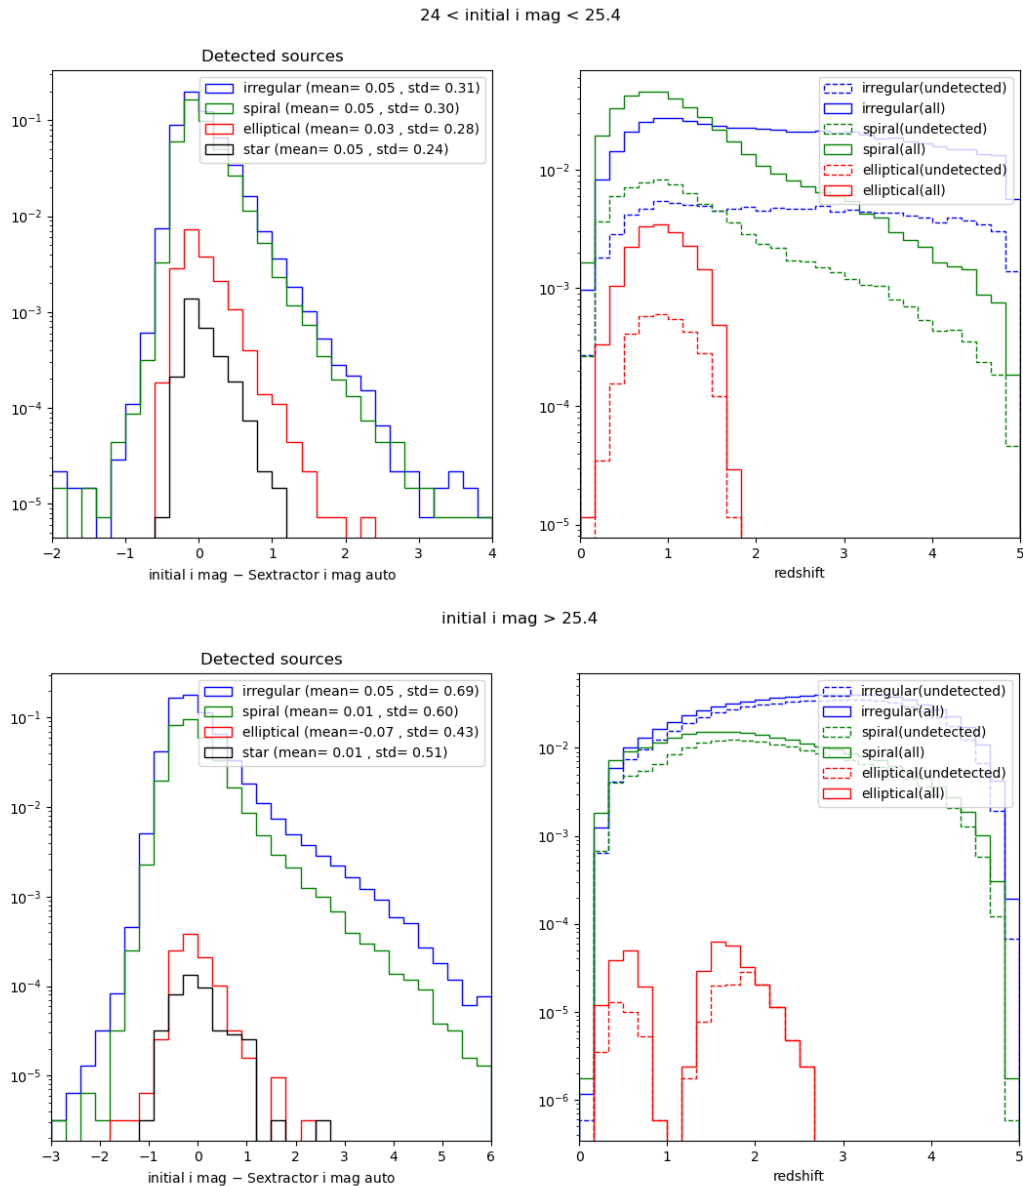 24 < initial i mag < 25.4
Detected sources
irregular (mean= 0.05 , std= 0.31)
spiral (mean= 0.05 , std= 0.30)
elliptical (mean= 0.03 , std= 0.28)
star (mean= 0.05 , std= 0.24)
10⁻¹
10⁻²
10⁻³
10⁻⁴
10⁻⁵
−2 −1 0 1 2 3 4
initial i mag − Sextractor i mag auto
irregular(undetected)
irregular(all)
spiral(undetected)
spiral(all)
elliptical(undetected)
elliptical(all)
10⁻²
10⁻³
10⁻⁴
10⁻⁵
0 1 2 3 4 5
redshift
initial i mag > 25.4
Detected sources
irregular (mean= 0.05 , std= 0.69)
spiral (mean= 0.01 , std= 0.60)
elliptical (mean=-0.07 , std= 0.43)
star (mean= 0.01 , std= 0.51)
10⁻¹
10⁻²
10⁻³
10⁻⁴
10⁻⁵
−3 −2 −1 0 1 2 3 4 5 6
initial i mag − Sextractor i mag auto
irregular(undetected)
irregular(all)
spiral(undetected)
spiral(all)
elliptical(undetected)
elliptical(all)
10⁻²
10⁻³
10⁻⁴
10⁻⁵
10⁻⁶
0 1 2 3 4 5
redshift